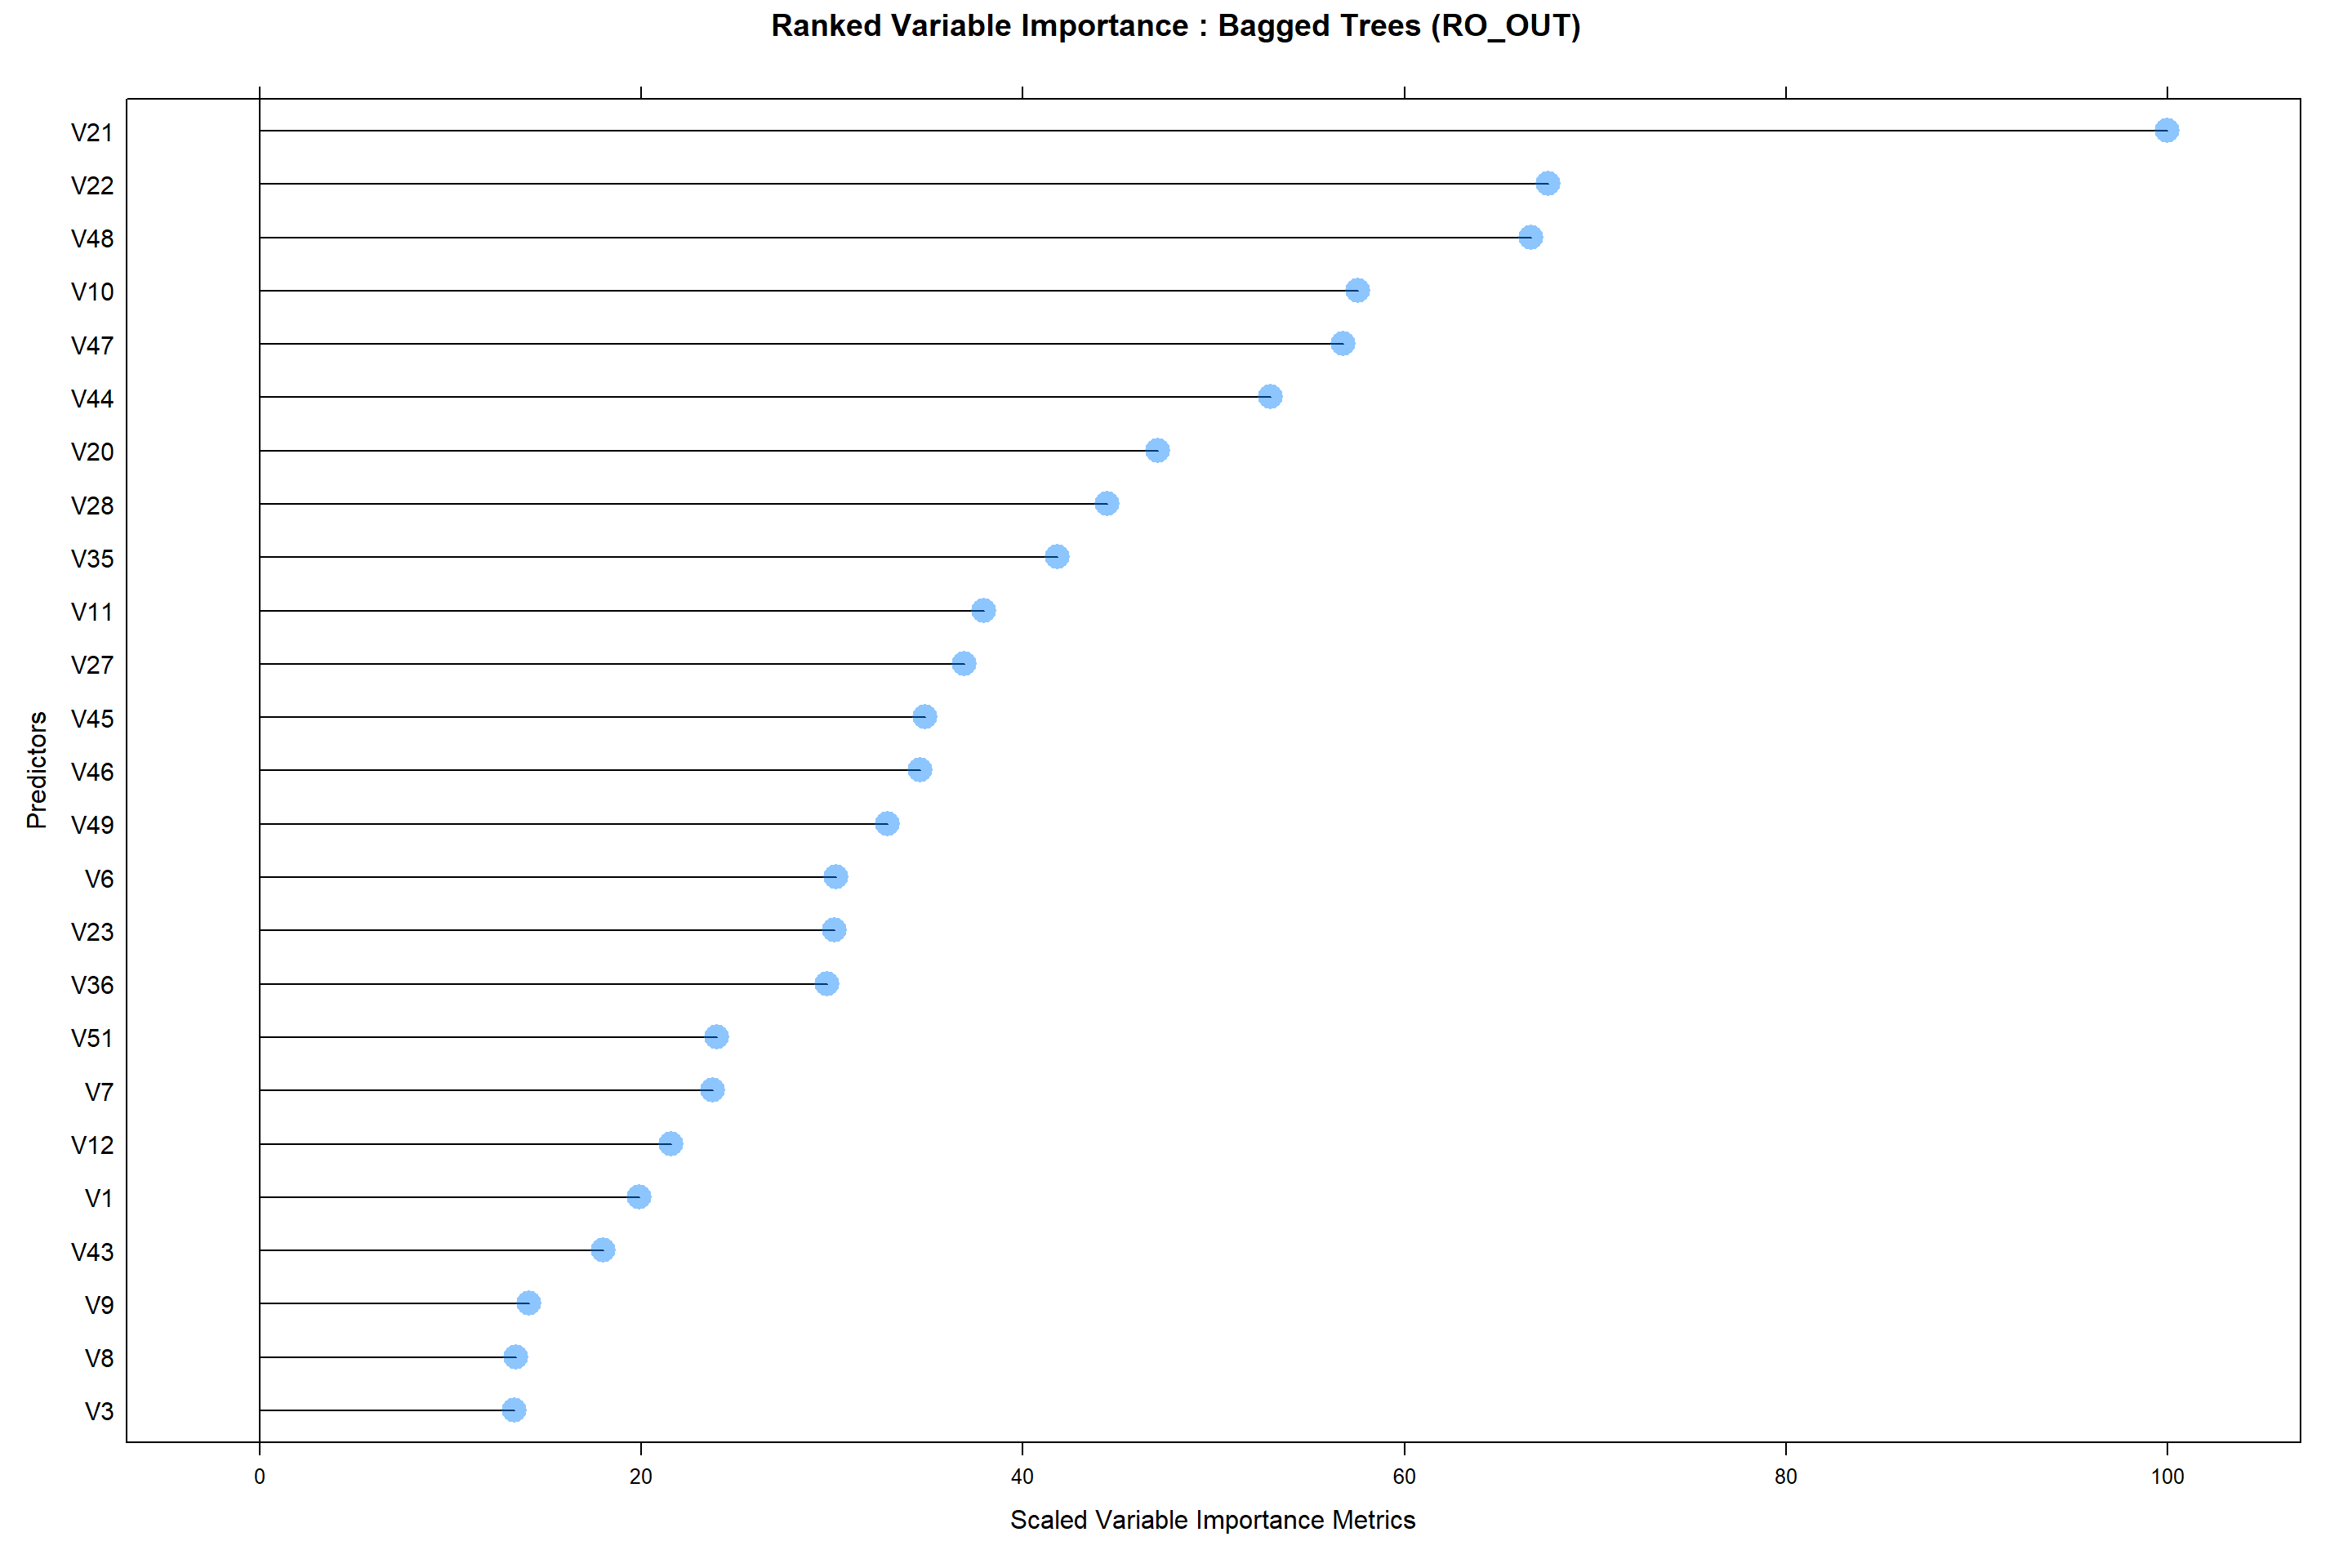 Ranked Variable Importance : Bagged Trees (RO_OUT)
V21
V22
V48
V10
V47
V44
V20
V28
V35
V11
V27
V45
V46
V49
V6
V23
V36
V51
V7
V12
V1
V43
V9
V8
V3
Predictors
0 20 40 60 80 100
Scaled Variable Importance Metrics